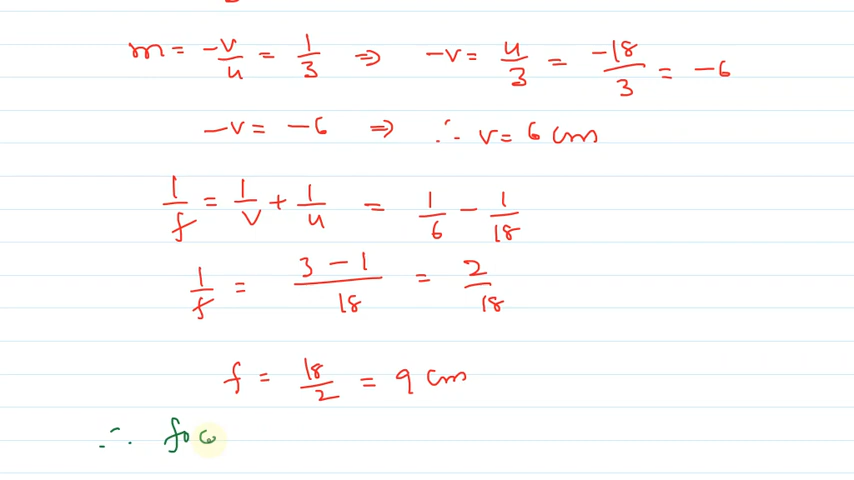 m = -v/u = 1/3 ⇒ -v = u/3 = -18/3 = -6
-v = -6 ⇒ ∴ v = 6 cm
1/f = 1/v + 1/u = 1/6 - 1/18
1/f = 3 - 1/18 = 2/18
f = 18/2 = 9 cm
∴ foc